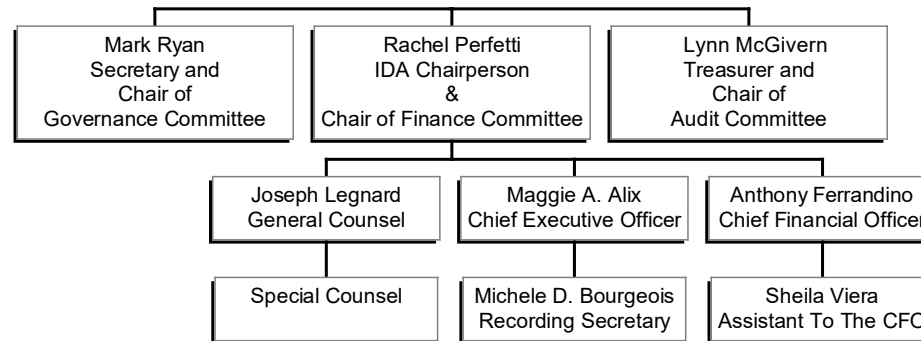 Mark Ryan
Secretary and
Chair of
Governance Committee
Rachel Perfetti
IDA Chairperson
&
Chair of Finance Committee
Lynn McGivern
Treasurer and
Chair of
Audit Committee
Joseph Legnard
General Counsel
Maggie A. Alix
Chief Executive Officer
Anthony Ferrandino
Chief Financial Officer
Special Counsel
Michele D. Bourgeois
Recording Secretary
Sheila Viera
Assistant To The CFO